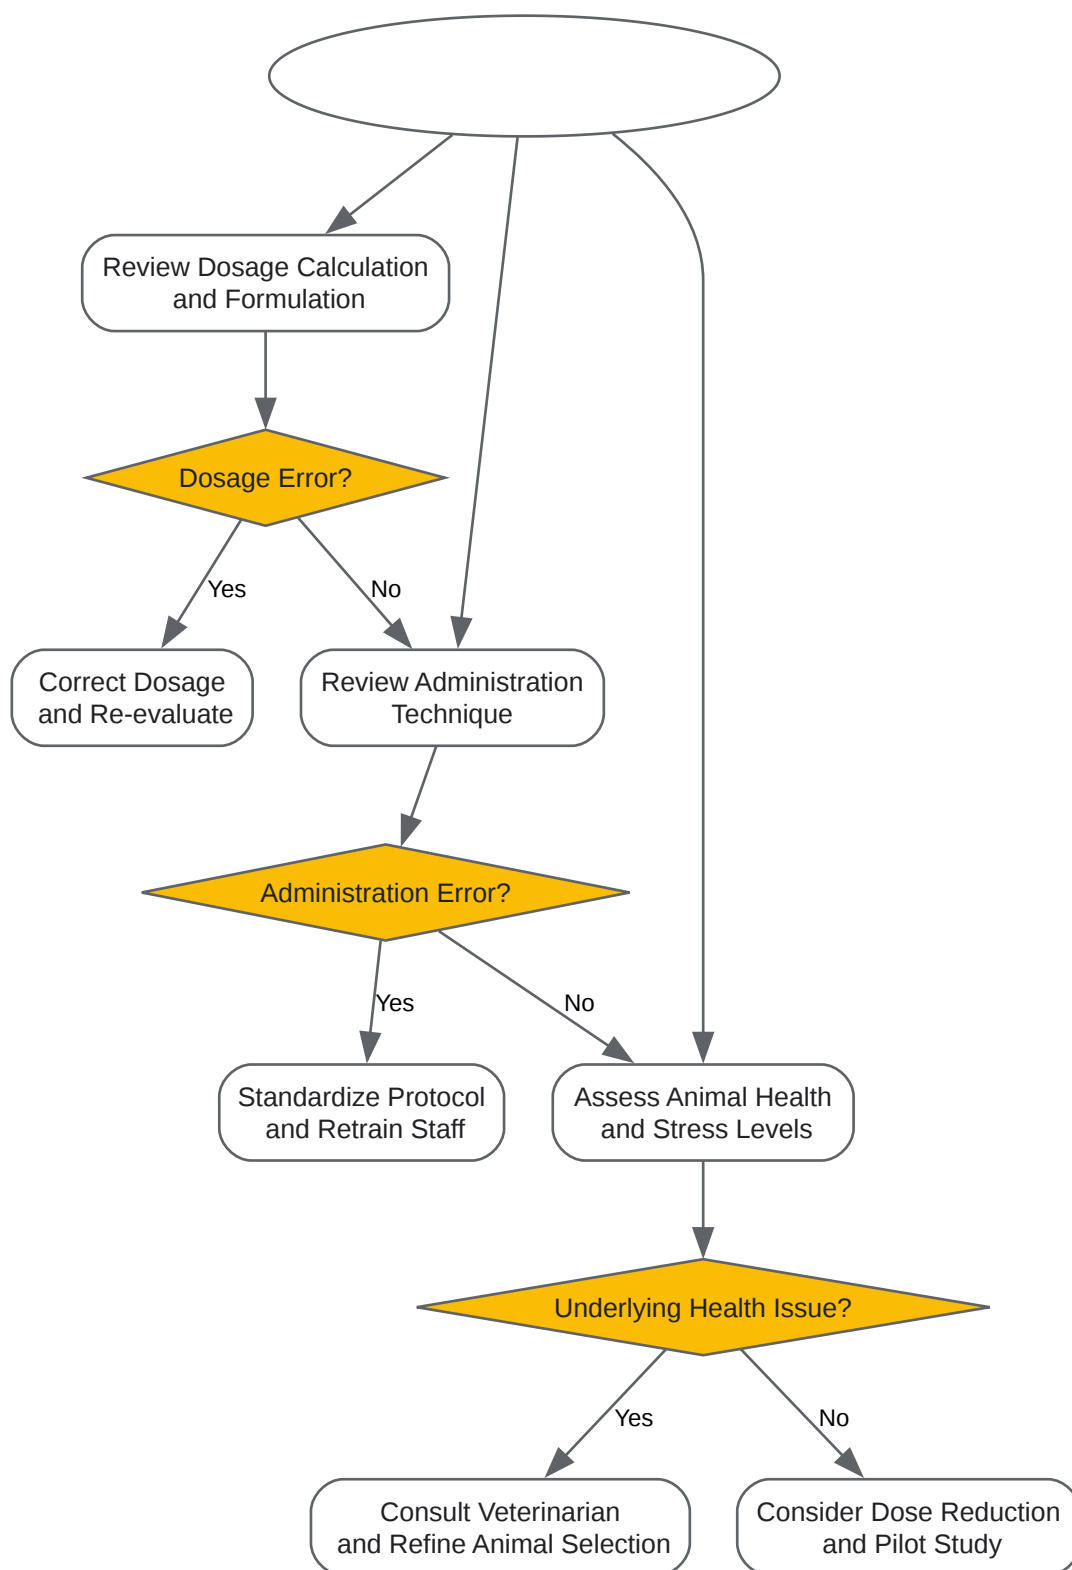 Review Dosage Calculation
and Formulation
Dosage Error?
Yes
No
Correct Dosage
and Re-evaluate
Review Administration
Technique
Administration Error?
Yes
No
Standardize Protocol
and Retrain Staff
Assess Animal Health
and Stress Levels
Underlying Health Issue?
Yes
No
Consult Veterinarian
and Refine Animal Selection
Consider Dose Reduction
and Pilot Study